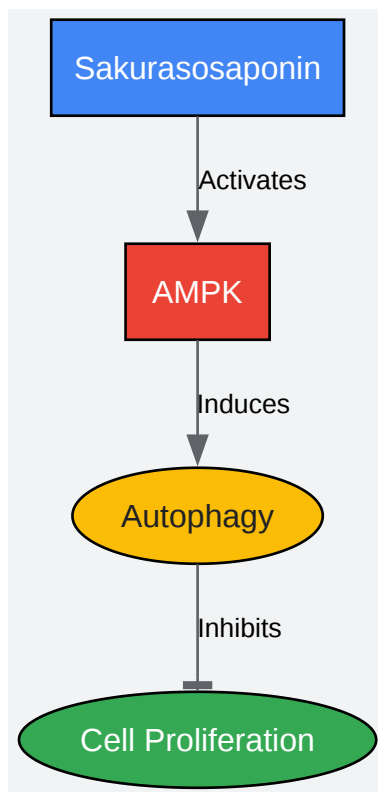 Sakurasosaponin
Activates
AMPK
Induces
Autophagy
Inhibits
Cell Proliferation